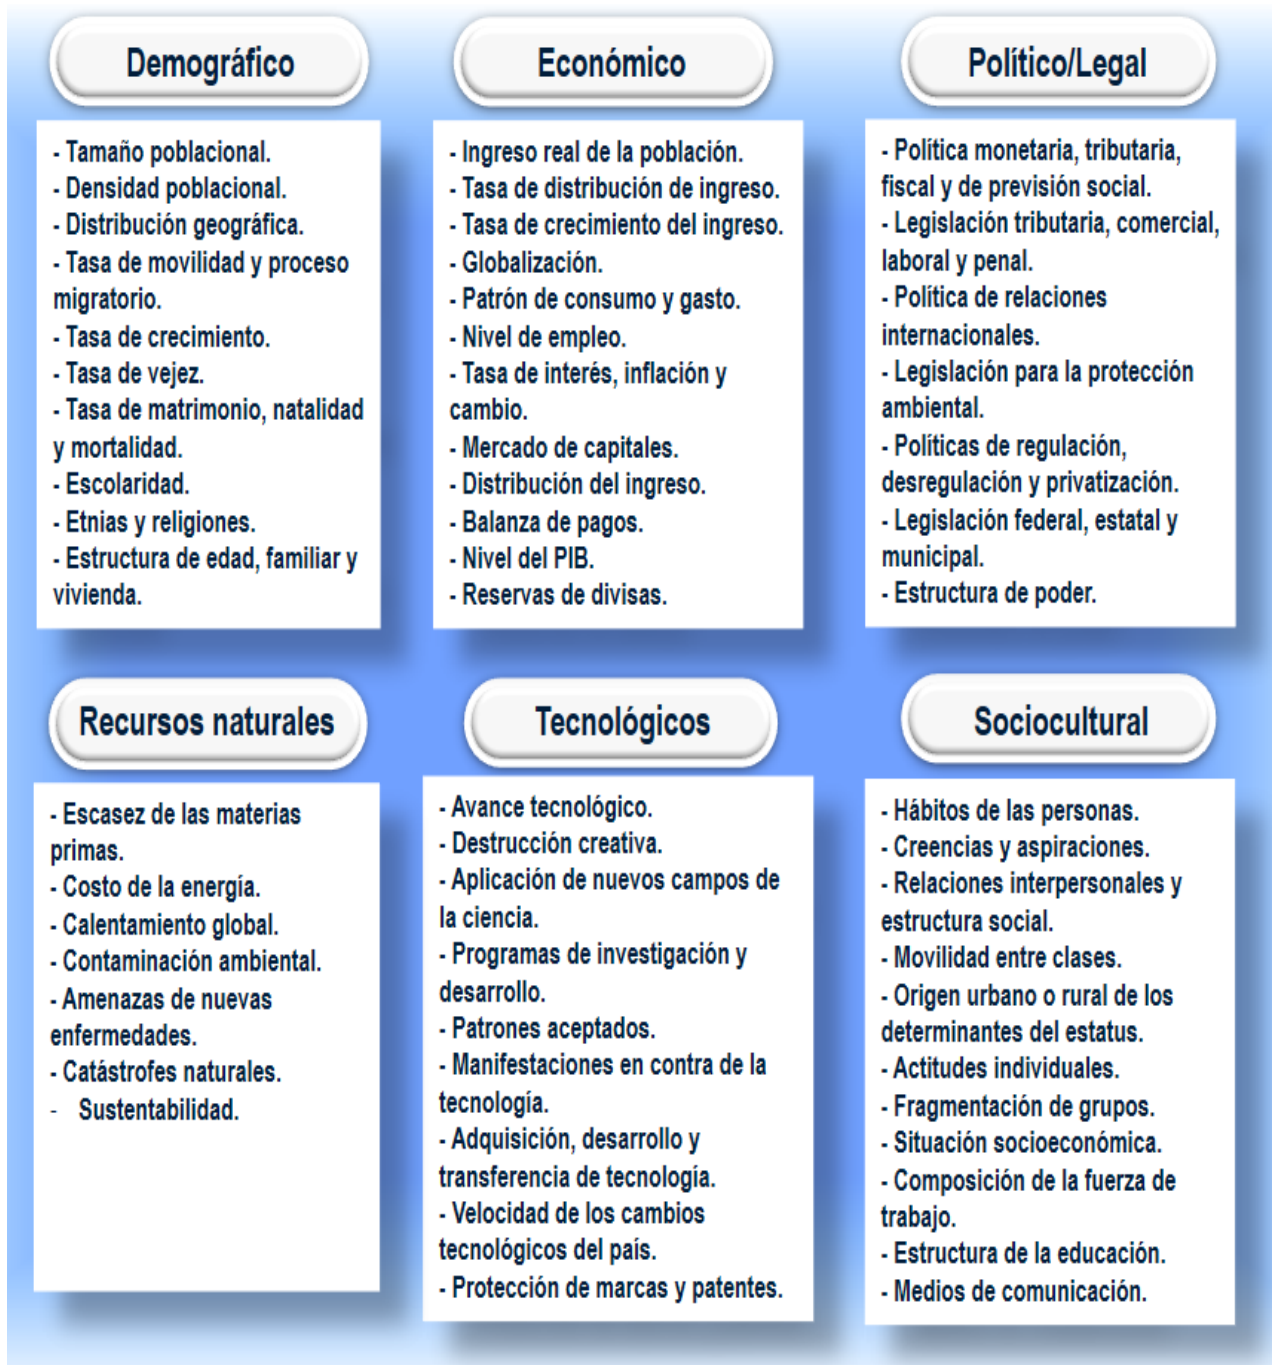 Demográfico
- Tamaño poblacional.
- Densidad poblacional.
- Distribución geográfica.
- Tasa de movilidad y proceso
migratorio.
- Tasa de crecimiento.
- Tasa de vejez.
- Tasa de matrimonio, natalidad
y mortalidad.
- Escolaridad.
- Etnias y religiones.
- Estructura de edad, familiar y
vivienda.
Económico
- Ingreso real de la población.
- Tasa de distribución de ingreso.
- Tasa de crecimiento del ingreso.
- Globalización.
- Patrón de consumo y gasto.
- Nivel de empleo.
- Tasa de interés, inflación y
cambio.
- Mercado de capitales.
- Distribución del ingreso.
- Balanza de pagos.
- Nivel del PIB.
- Reservas de divisas.
Político/Legal
- Política monetaria, tributaria,
fiscal y de previsión social.
- Legislación tributaria, comercial,
laboral y penal.
- Política de relaciones
internacionales.
- Legislación para la protección
ambiental.
- Políticas de regulación,
desregulación y privatización.
- Legislación federal, estatal y
municipal.
- Estructura de poder.
Recursos naturales
- Escasez de las materias
primas.
- Costo de la energía.
- Calentamiento global.
- Contaminación ambiental.
- Amenazas de nuevas
enfermedades.
- Catástrofes naturales.
- Sustentabilidad.
Tecnológicos
- Avance tecnológico.
- Destrucción creativa.
- Aplicación de nuevos campos de
la ciencia.
- Programas de investigación y
desarrollo.
- Patrones aceptados.
- Manifestaciones en contra de la
tecnología.
- Adquisición, desarrollo y
transferencia de tecnología.
- Velocidad de los cambios
tecnológicos del país.
- Protección de marcas y patentes.
Sociocultural
- Hábitos de las personas.
- Creencias y aspiraciones.
- Relaciones interpersonales y
estructura social.
- Movilidad entre clases.
- Origen urbano o rural de los
determinantes del estatus.
- Actitudes individuales.
- Fragmentación de grupos.
- Situación socioeconómica.
- Composición de la fuerza de
trabajo.
- Estructura de la educación.
- Medios de comunicación.